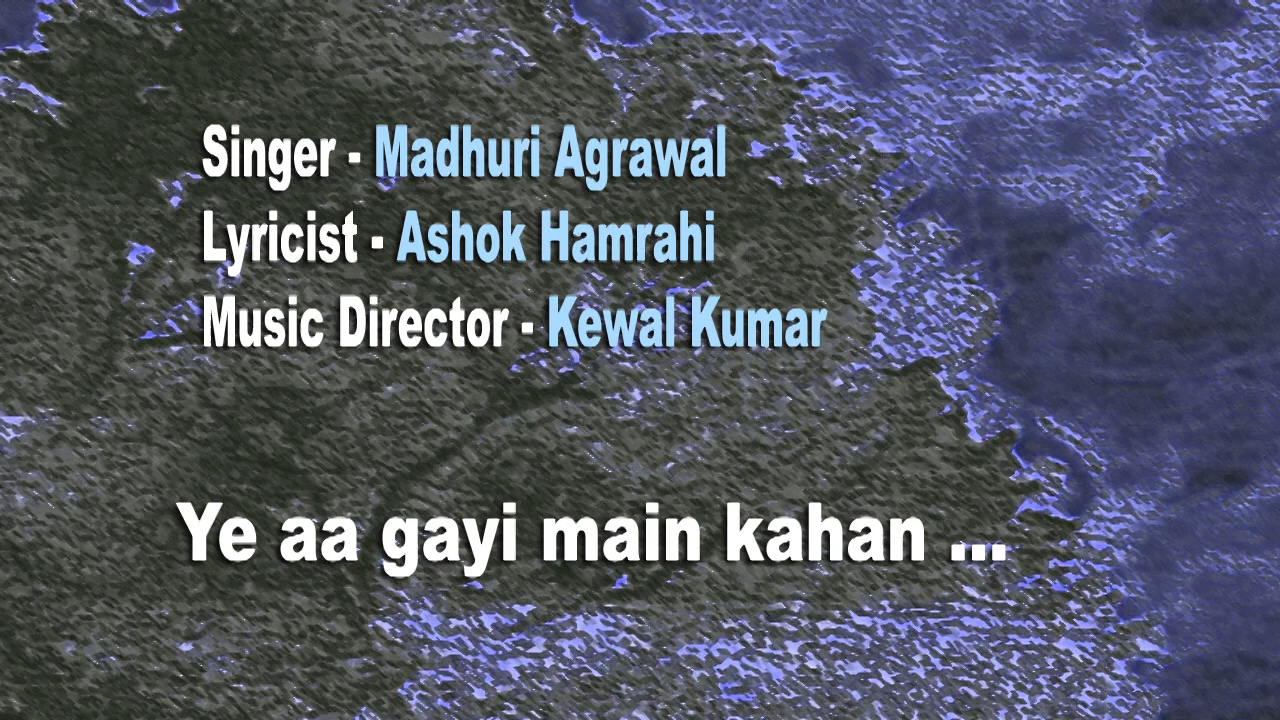 Singer - Madhuri Agrawal
Lyricist - Ashok Hamrahi
Music Director - Kewal Kumar
Ye aa gayi main kahan ...